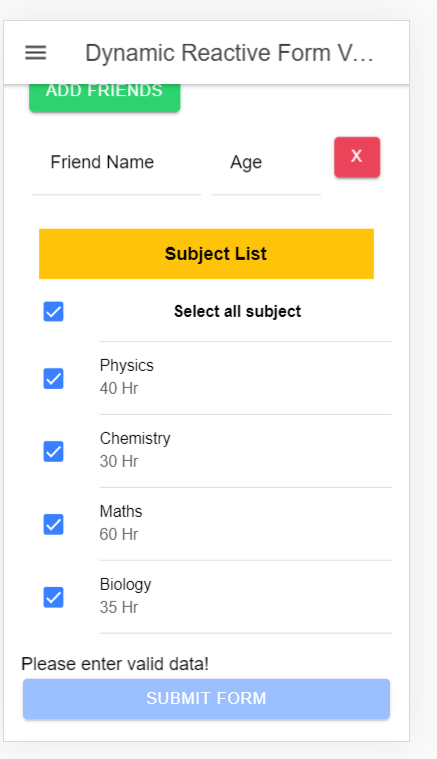 Dynamic Reactive Form V...
ADD FRIENDS
Friend Name
Age
X
Subject List
Select all subject
Physics
40 Hr
Chemistry
30 Hr
Maths
60 Hr
Biology
35 Hr
Please enter valid data!
SUBMIT FORM